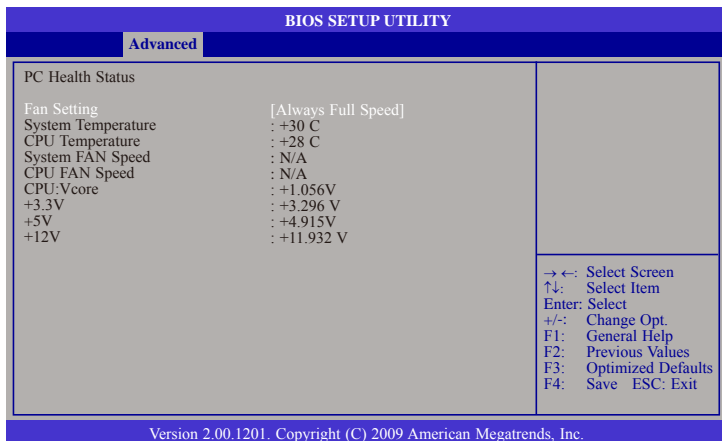 BIOS SETUP UTILITY
Advanced
PC Health Status
Fan Setting [Always Full Speed]
System Temperature : +30 C
CPU Temperature : +28 C
System FAN Speed : N/A
CPU FAN Speed : N/A
CPU:Vcore : +1.056V
+3.3V : +3.296 V
+5V : +4.915V
+12V : +11.932 V
→ ←: Select Screen
↑↓: Select Item
Enter: Select
+/-: Change Opt.
F1: General Help
F2: Previous Values
F3: Optimized Defaults
F4: Save ESC: Exit
Version 2.00.1201. Copyright (C) 2009 American Megatrends, Inc.